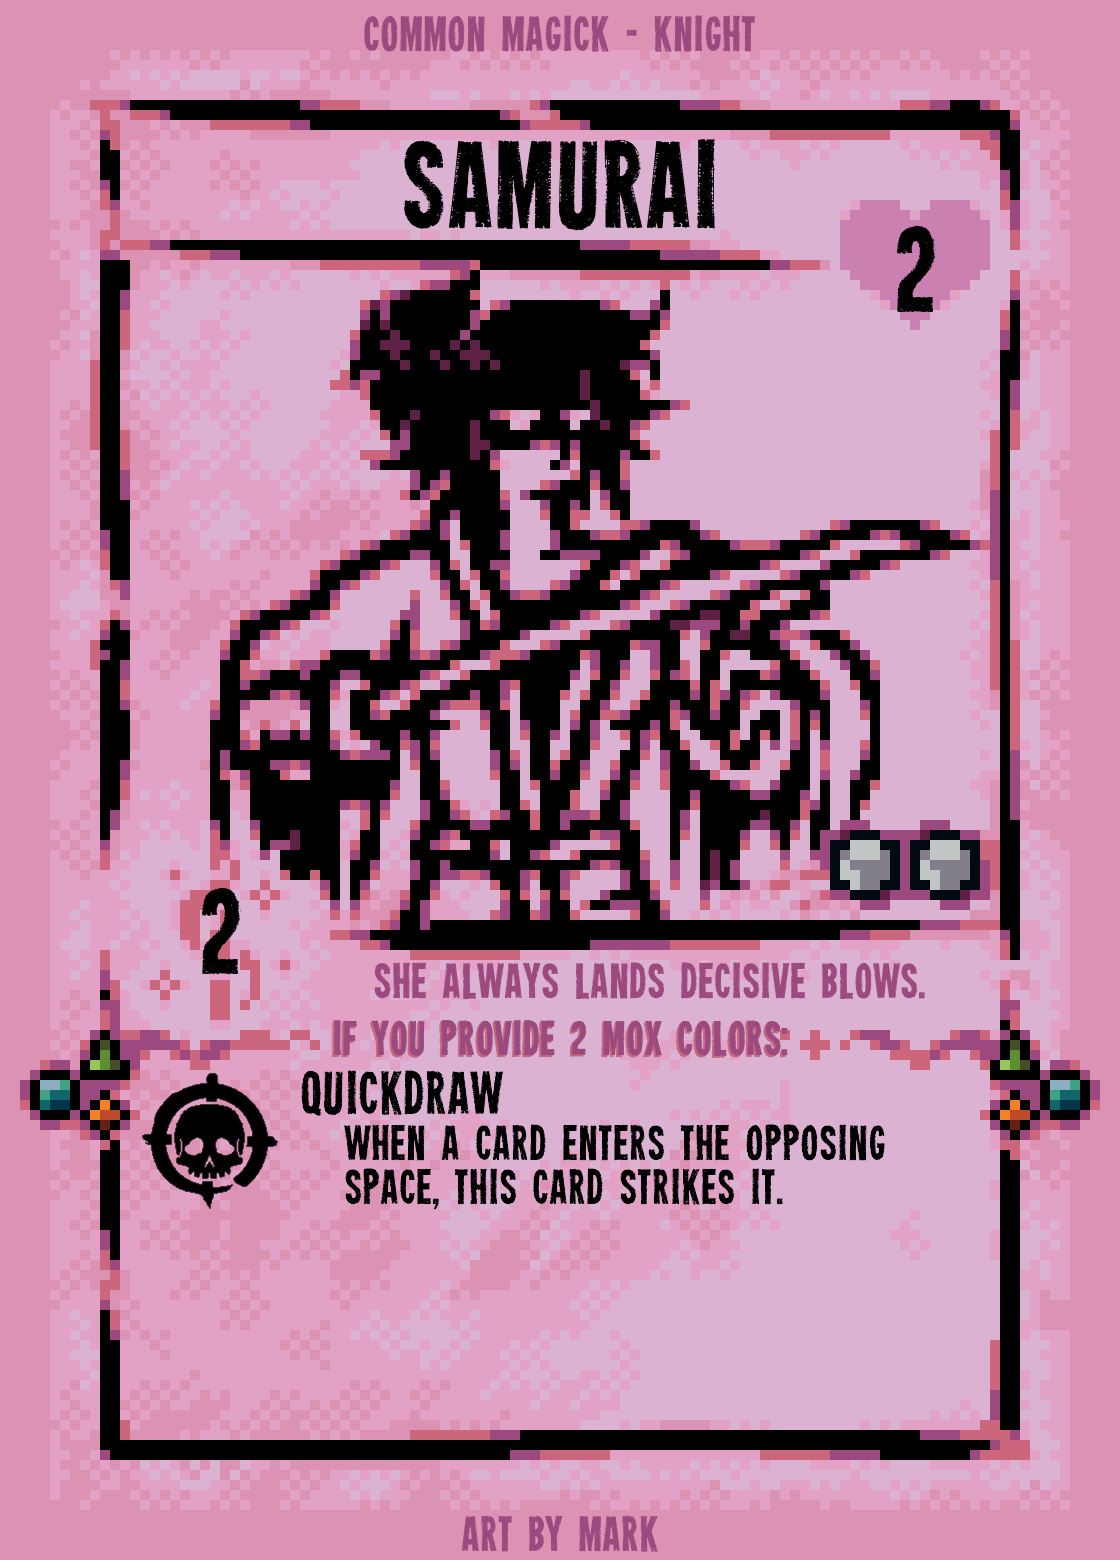 COMMON MAGICK - KNIGHT
SAMURAI
2
2
SHE ALWAYS LANDS DECISIVE BLOWS.
IF YOU PROVIDE 2 MOX COLORS:
QUICKDRAW
WHEN A CARD ENTERS THE OPPOSING
SPACE, THIS CARD STRIKES IT.
ART BY MARK